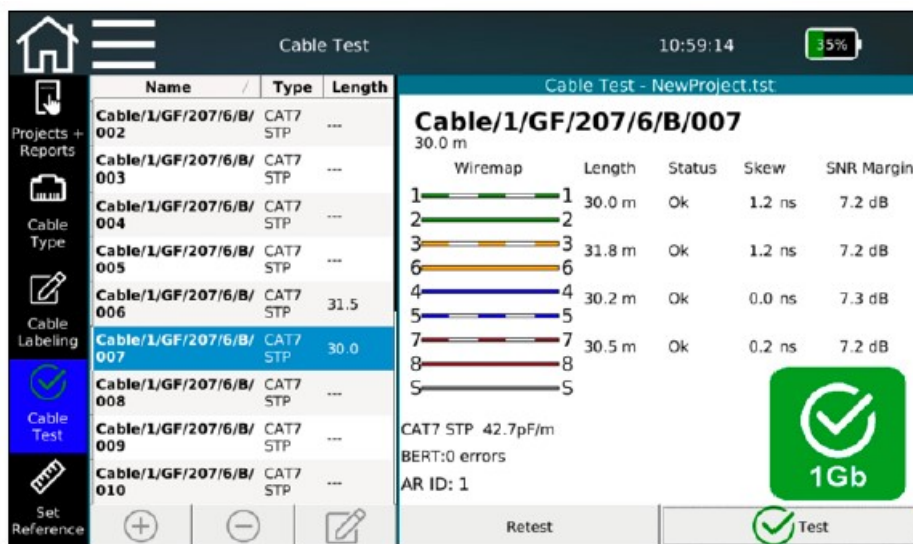 Cable Test
10:59:14
35%
Projects +
Reports
Cable
Type
Cable
Labeling
Cable
Test
Set
Reference
Name Type Length
Cable/1/GF/207/6/B/ CAT7
002 STP ---
Cable/1/GF/207/6/B/ CAT7
003 STP ---
Cable/1/GF/207/6/B/ CAT7
004 STP ---
Cable/1/GF/207/6/B/ CAT7
005 STP ---
Cable/1/GF/207/6/B/ CAT7
006 STP 31.5
Cable/1/GF/207/6/B/ CAT7
007 STP 30.0
Cable/1/GF/207/6/B/ CAT7
008 STP ---
Cable/1/GF/207/6/B/ CAT7
009 STP ---
Cable/1/GF/207/6/B/ CAT7
010 STP ---
Cable Test - NewProject.tst
Cable/1/GF/207/6/B/007
30.0 m
Wiremap Length Status Skew SNR Margin
1 1 30.0 m Ok 1.2 ns 7.2 dB
2 2
3 3 31.8 m Ok 1.2 ns 7.2 dB
6 6
4 4 30.2 m Ok 0.0 ns 7.3 dB
5 5
7 7 30.5 m Ok 0.2 ns 7.2 dB
8 8
S S
CAT7 STP 42.7pF/m
BERT:0 errors
AR ID: 1
1Gb
Retest
Test